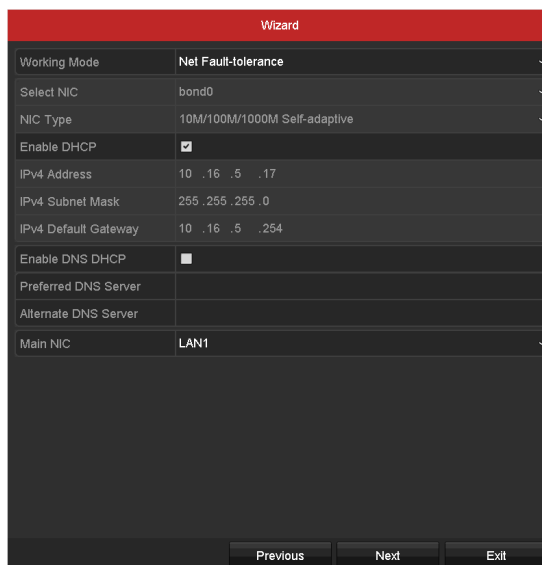 Wizard
Working Mode Net Fault-tolerance
Select NIC bond0
NIC Type 10M/100M/1000M Self-adaptive
Enable DHCP
IPv4 Address 10 .16 .5 .17
IPv4 Subnet Mask 255 .255 .255 .0
IPv4 Default Gateway 10 .16 .5 .254
Enable DNS DHCP
Preferred DNS Server
Alternate DNS Server
Main NIC LAN1
Previous Next Exit